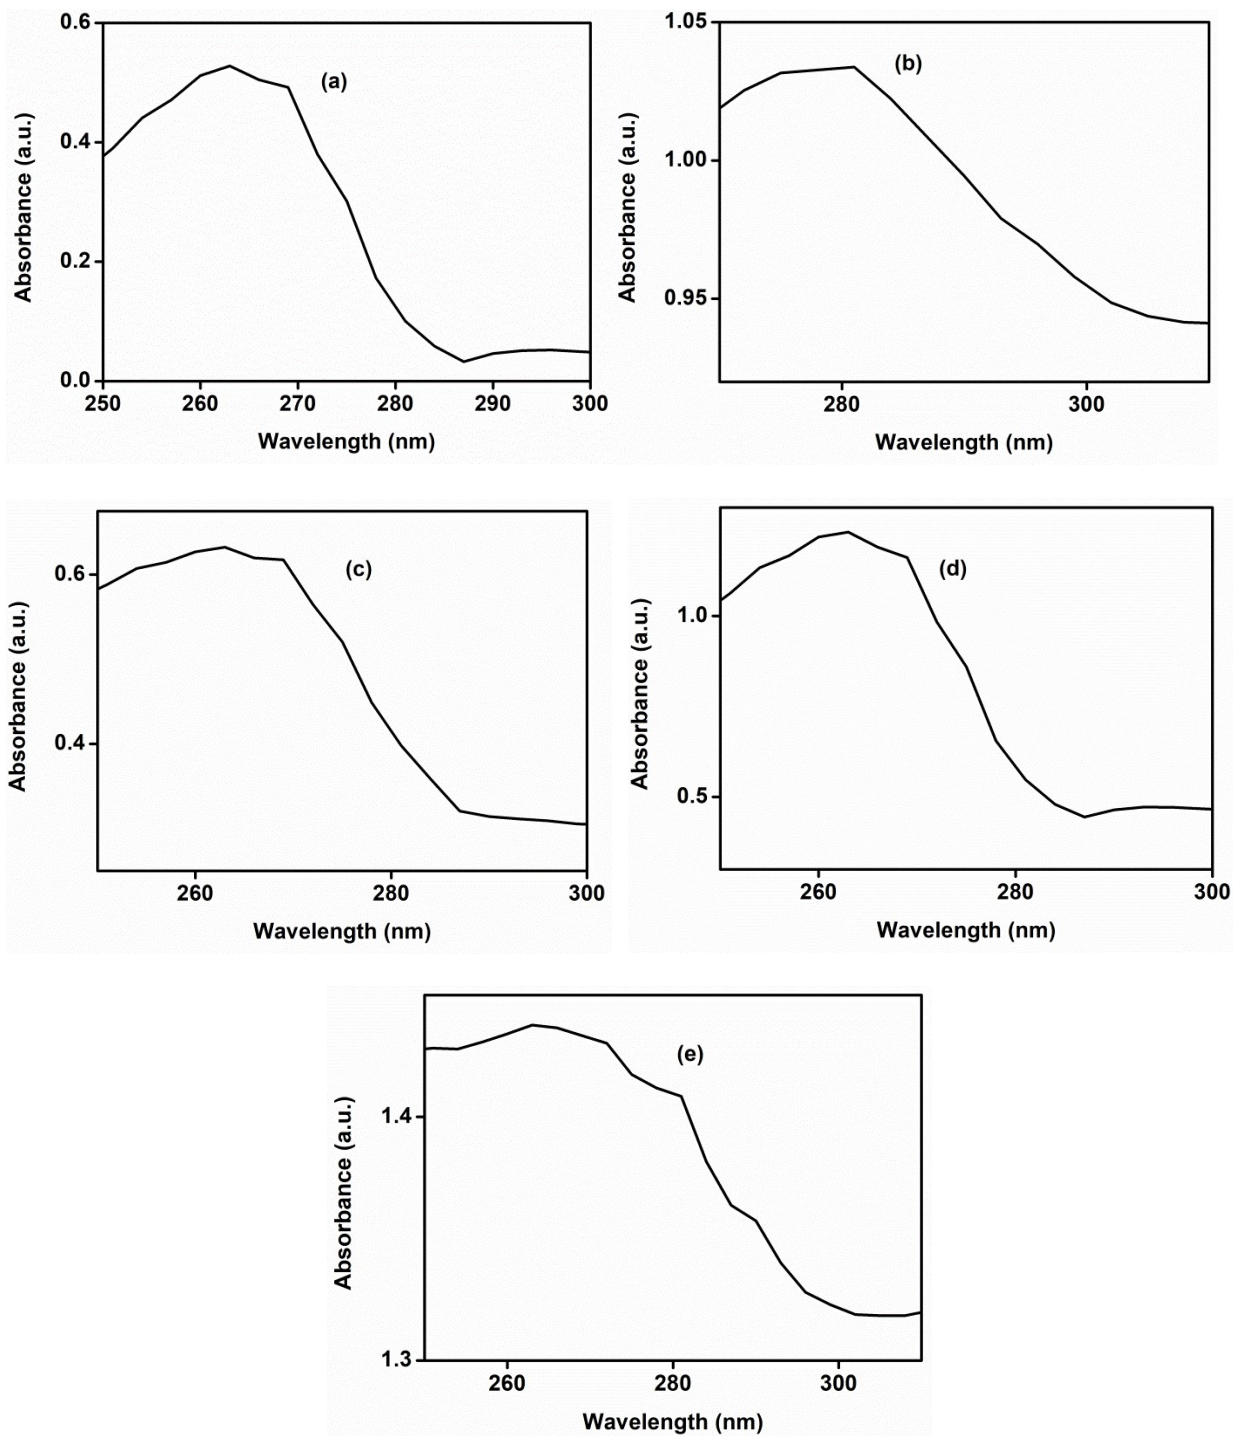 0.6
0.4
0.2
0.0
250 260 270 280 290 300
Absorbance (a.u.)
Wavelength (nm)
(a)
1.05
1.00
0.95
280 300
Absorbance (a.u.)
Wavelength (nm)
(b)
0.6
0.4
260 280 300
Absorbance (a.u.)
Wavelength (nm)
(c)
1.0
0.5
260 280 300
Absorbance (a.u.)
Wavelength (nm)
(d)
1.4
1.3
260 280 300
Absorbance (a.u.)
Wavelength (nm)
(e)